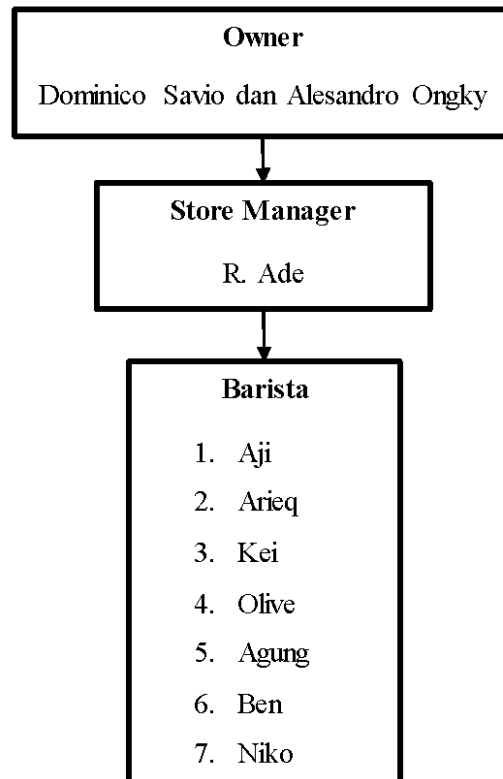 Owner
Dominico Savio dan Alesandro Ongky
Store Manager
R. Ade
Barista
1. Aji
2. Arieq
3. Kei
4. Olive
5. Agung
6. Ben
7. Niko